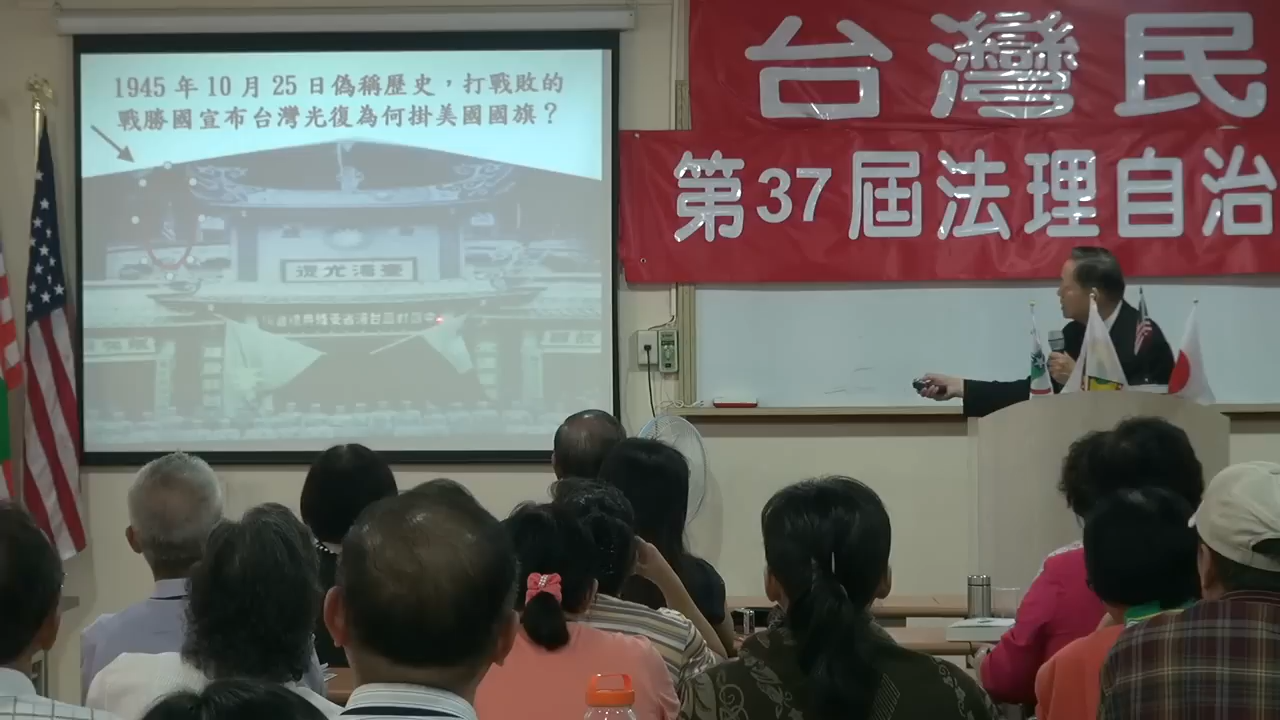 1945 年 10 月 25 日偽稱歷史，打戰敗的
戰勝國宣布台灣光復為何掛美國國旗？
復光灣臺
台灣民
第37屆法理自治